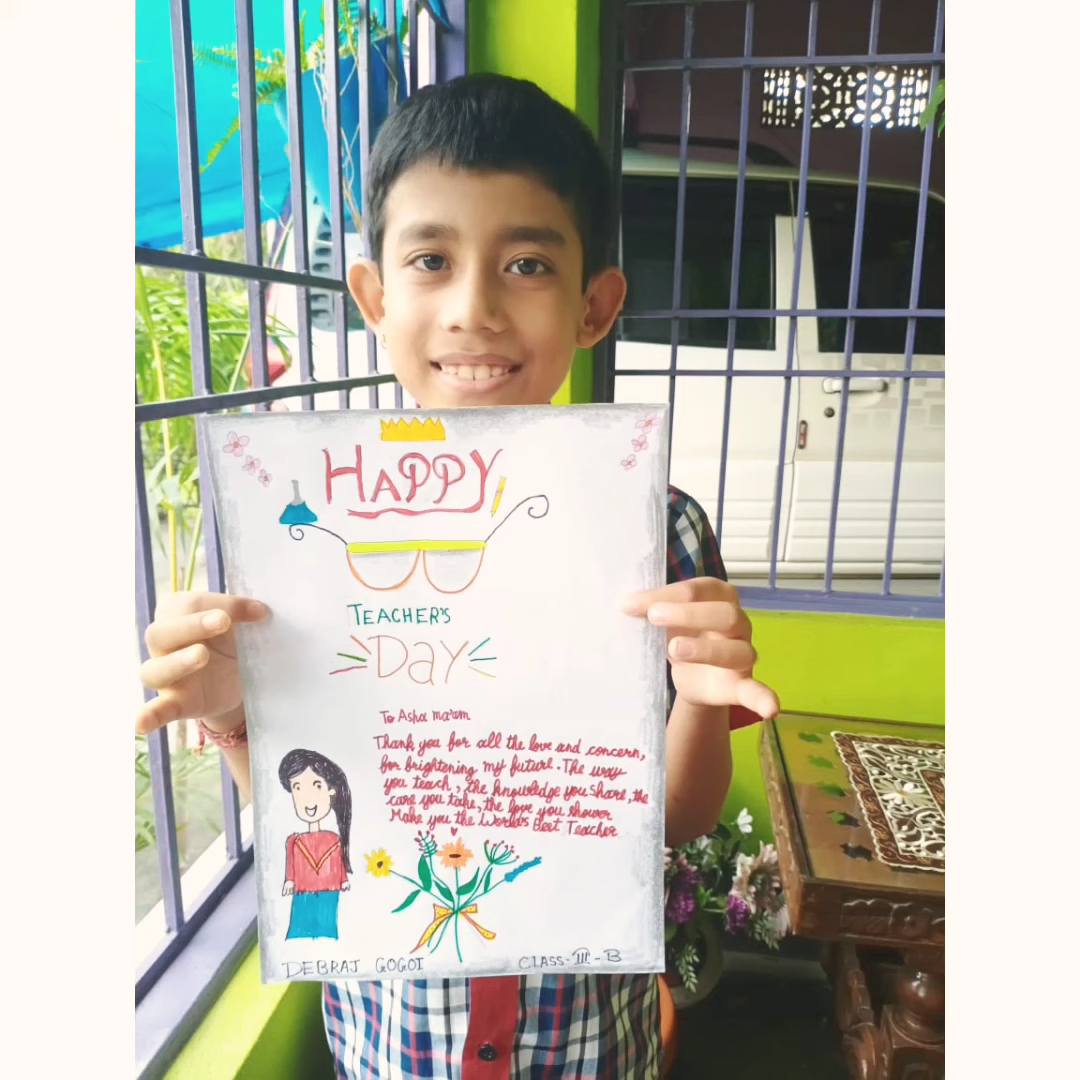 HAPPY
TEACHER'S
DAY
To Asha ma'am
Thank you for all the love and concern,
for brightening my future. The way
you teach, the knowledge you share, the
care you take, the love you shower
Make you the World's Best Teacher
DEBRAJ GOGOI
CLASS-III-B